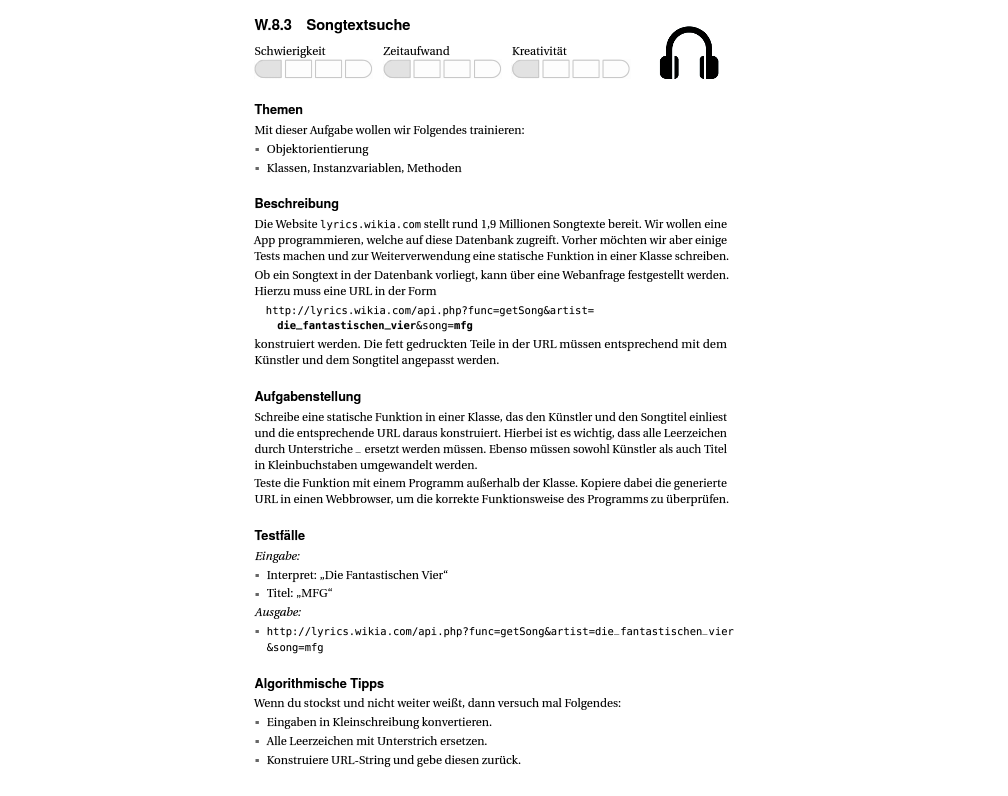 W.8.3 Songtextsuche
Schwierigkeit Zeitaufwand Kreativität
Themen
Mit dieser Aufgabe wollen wir Folgendes trainieren:
▪ Objektorientierung
▪ Klassen, Instanzvariablen, Methoden
Beschreibung
Die Website lyrics.wikia.com stellt rund 1,9 Millionen Songtexte bereit. Wir wollen eine
App programmieren, welche auf diese Datenbank zugreift. Vorher möchten wir aber einige
Tests machen und zur Weiterverwendung eine statische Funktion in einer Klasse schreiben.
Ob ein Songtext in der Datenbank vorliegt, kann über eine Webanfrage festgestellt werden.
Hierzu muss eine URL in der Form
http://lyrics.wikia.com/api.php?func=getSong&artist=
die_fantastischen_vier&song=mfg
konstruiert werden. Die fett gedruckten Teile in der URL müssen entsprechend mit dem
Künstler und dem Songtitel angepasst werden.
Aufgabenstellung
Schreibe eine statische Funktion in einer Klasse, das den Künstler und den Songtitel einliest
und die entsprechende URL daraus konstruiert. Hierbei ist es wichtig, dass alle Leerzeichen
durch Unterstriche _ ersetzt werden müssen. Ebenso müssen sowohl Künstler als auch Titel
in Kleinbuchstaben umgewandelt werden.
Teste die Funktion mit einem Programm außerhalb der Klasse. Kopiere dabei die generierte
URL in einen Webbrowser, um die korrekte Funktionsweise des Programms zu überprüfen.
Testfälle
Eingabe:
▪ Interpret: „Die Fantastischen Vier“
▪ Titel: „MFG“
Ausgabe:
▪ http://lyrics.wikia.com/api.php?func=getSong&artist=die_fantastischen_vier
&song=mfg
Algorithmische Tipps
Wenn du stockst und nicht weiter weißt, dann versuch mal Folgendes:
▪ Eingaben in Kleinschreibung konvertieren.
▪ Alle Leerzeichen mit Unterstrich ersetzen.
▪ Konstruiere URL-String und gebe diesen zurück.